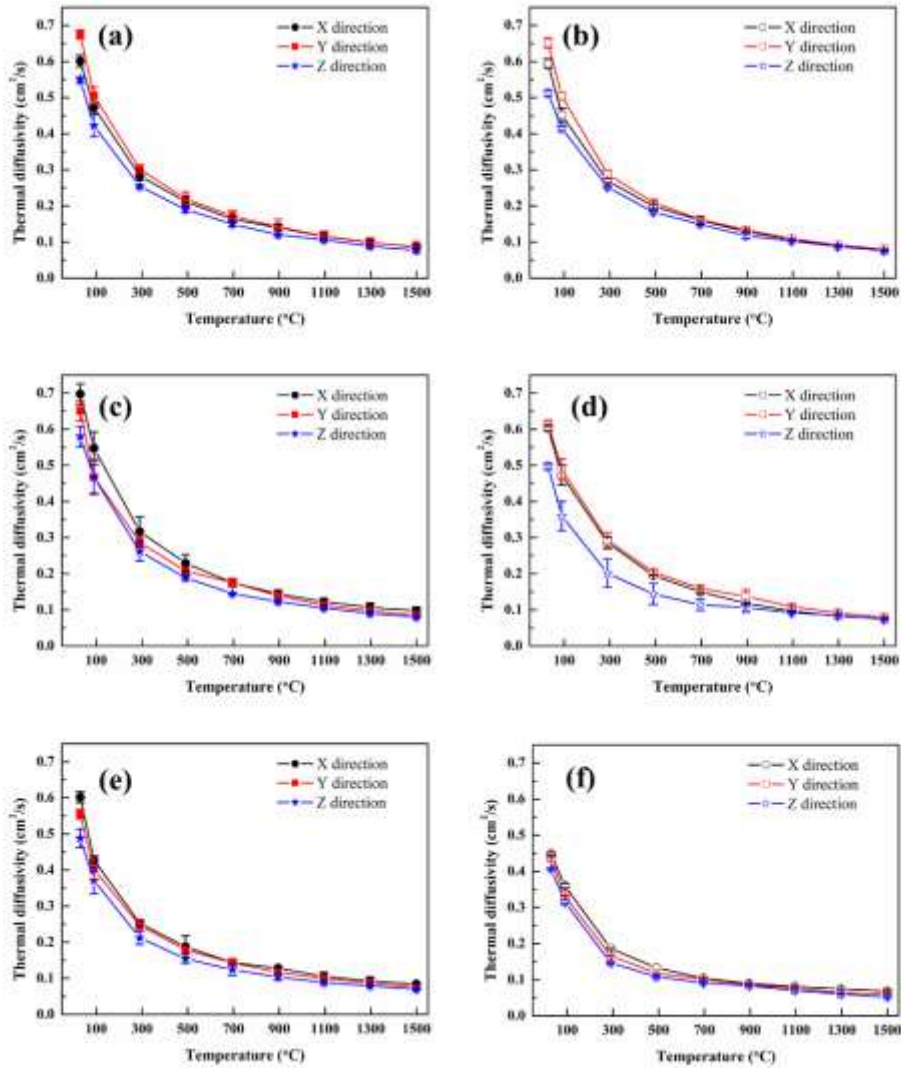 (a)
X direction
Y direction
Z direction
Thermal diffusivity (cm²/s)
0.7
0.6
0.5
0.4
0.3
0.2
0.1
0.0
100 300 500 700 900 1100 1300 1500
Temperature (°C)
(b)
X direction
Y direction
Z direction
Thermal diffusivity (cm²/s)
0.7
0.6
0.5
0.4
0.3
0.2
0.1
0.0
100 300 500 700 900 1100 1300 1500
Temperature (°C)
(c)
X direction
Y direction
Z direction
Thermal diffusivity (cm²/s)
0.7
0.6
0.5
0.4
0.3
0.2
0.1
0.0
100 300 500 700 900 1100 1300 1500
Temperature (°C)
(d)
X direction
Y direction
Z direction
Thermal diffusivity (cm²/s)
0.7
0.6
0.5
0.4
0.3
0.2
0.1
0.0
100 300 500 700 900 1100 1300 1500
Temperature (°C)
(e)
X direction
Y direction
Z direction
Thermal diffusivity (cm²/s)
0.7
0.6
0.5
0.4
0.3
0.2
0.1
0.0
100 300 500 700 900 1100 1300 1500
Temperature (°C)
(f)
X direction
Y direction
Z direction
Thermal diffusivity (cm²/s)
0.7
0.6
0.5
0.4
0.3
0.2
0.1
0.0
100 300 500 700 900 1100 1300 1500
Temperature (°C)